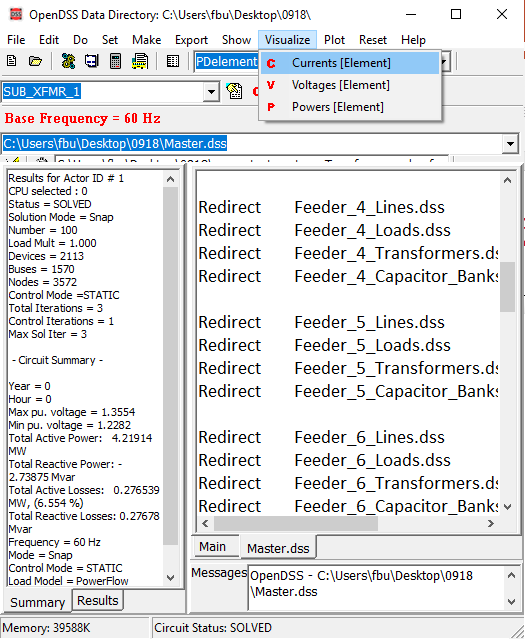 OpenDSS Data Directory: C:\Users\fbu\Desktop\0918\
File Edit Do Set Make Export Show Visualize Plot Reset Help
PDelement
C Currents [Element]
V Voltages [Element]
P Powers [Element]
SUB_XFMR_1
Base Frequency = 60 Hz
C:\Users\fbu\Desktop\0918\Master.dss
Results for Actor ID # 1
CPU selected : 0
Status = SOLVED
Solution Mode = Snap
Number = 100
Load Mult = 1.000
Devices = 2113
Buses = 1570
Nodes = 3572
Control Mode =STATIC
Total Iterations = 3
Control Iterations = 1
Max Sol Iter = 3
- Circuit Summary -
Year = 0
Hour = 0
Max pu. voltage = 1.3554
Min pu. voltage = 1.2282
Total Active Power: 4.21914
MW
Total Reactive Power: -
2.73875 Mvar
Total Active Losses: 0.276539
MW, (6.554 %)
Total Reactive Losses: 0.27678
Mvar
Frequency = 60 Hz
Mode = Snap
Control Mode = STATIC
Load Model = PowerFlow
Summary Results
Redirect Feeder_4_Lines.dss
Redirect Feeder_4_Loads.dss
Redirect Feeder_4_Transformers.ds
Redirect Feeder_4_Capacitor_Banks
Redirect Feeder_5_Lines.dss
Redirect Feeder_5_Loads.dss
Redirect Feeder_5_Transformers.ds
Redirect Feeder_5_Capacitor_Banks
Redirect Feeder_6_Lines.dss
Redirect Feeder_6_Loads.dss
Redirect Feeder_6_Transformers.ds
Redirect Feeder_6_Capacitor_Banks
Main Master.dss
Messages
OpenDSS - C:\Users\fbu\Desktop\0918
\Master.dss
Memory: 39588K Circuit Status: SOLVED